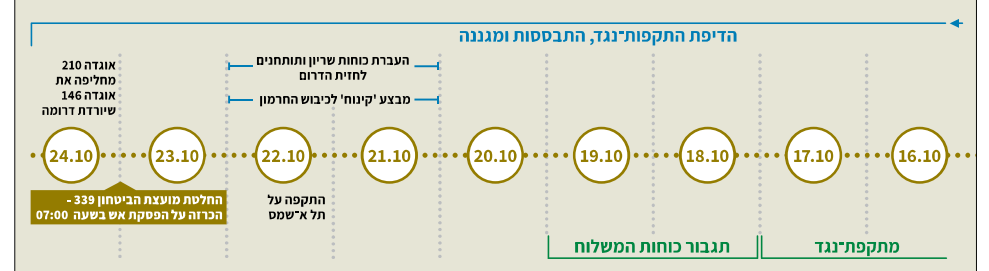 הדיפת התקפות־נגד, התבססות ומגננה
העברת כוחות שריון ותותחנים
לחזית הדרום
מבצע 'קינוח' לכיבוש החרמון
אוגדה 210
מחליפה את
אוגדה 146
שיורדת דרומה
16.10
17.10
18.10
19.10
20.10
21.10
22.10
23.10
24.10
התקפה על
תל א־שמס
החלטת מועצת הביטחון 339 -
הכרזה על הפסקת אש בשעה 07:00
מתקפת־נגד
תגבור כוחות המשלוח